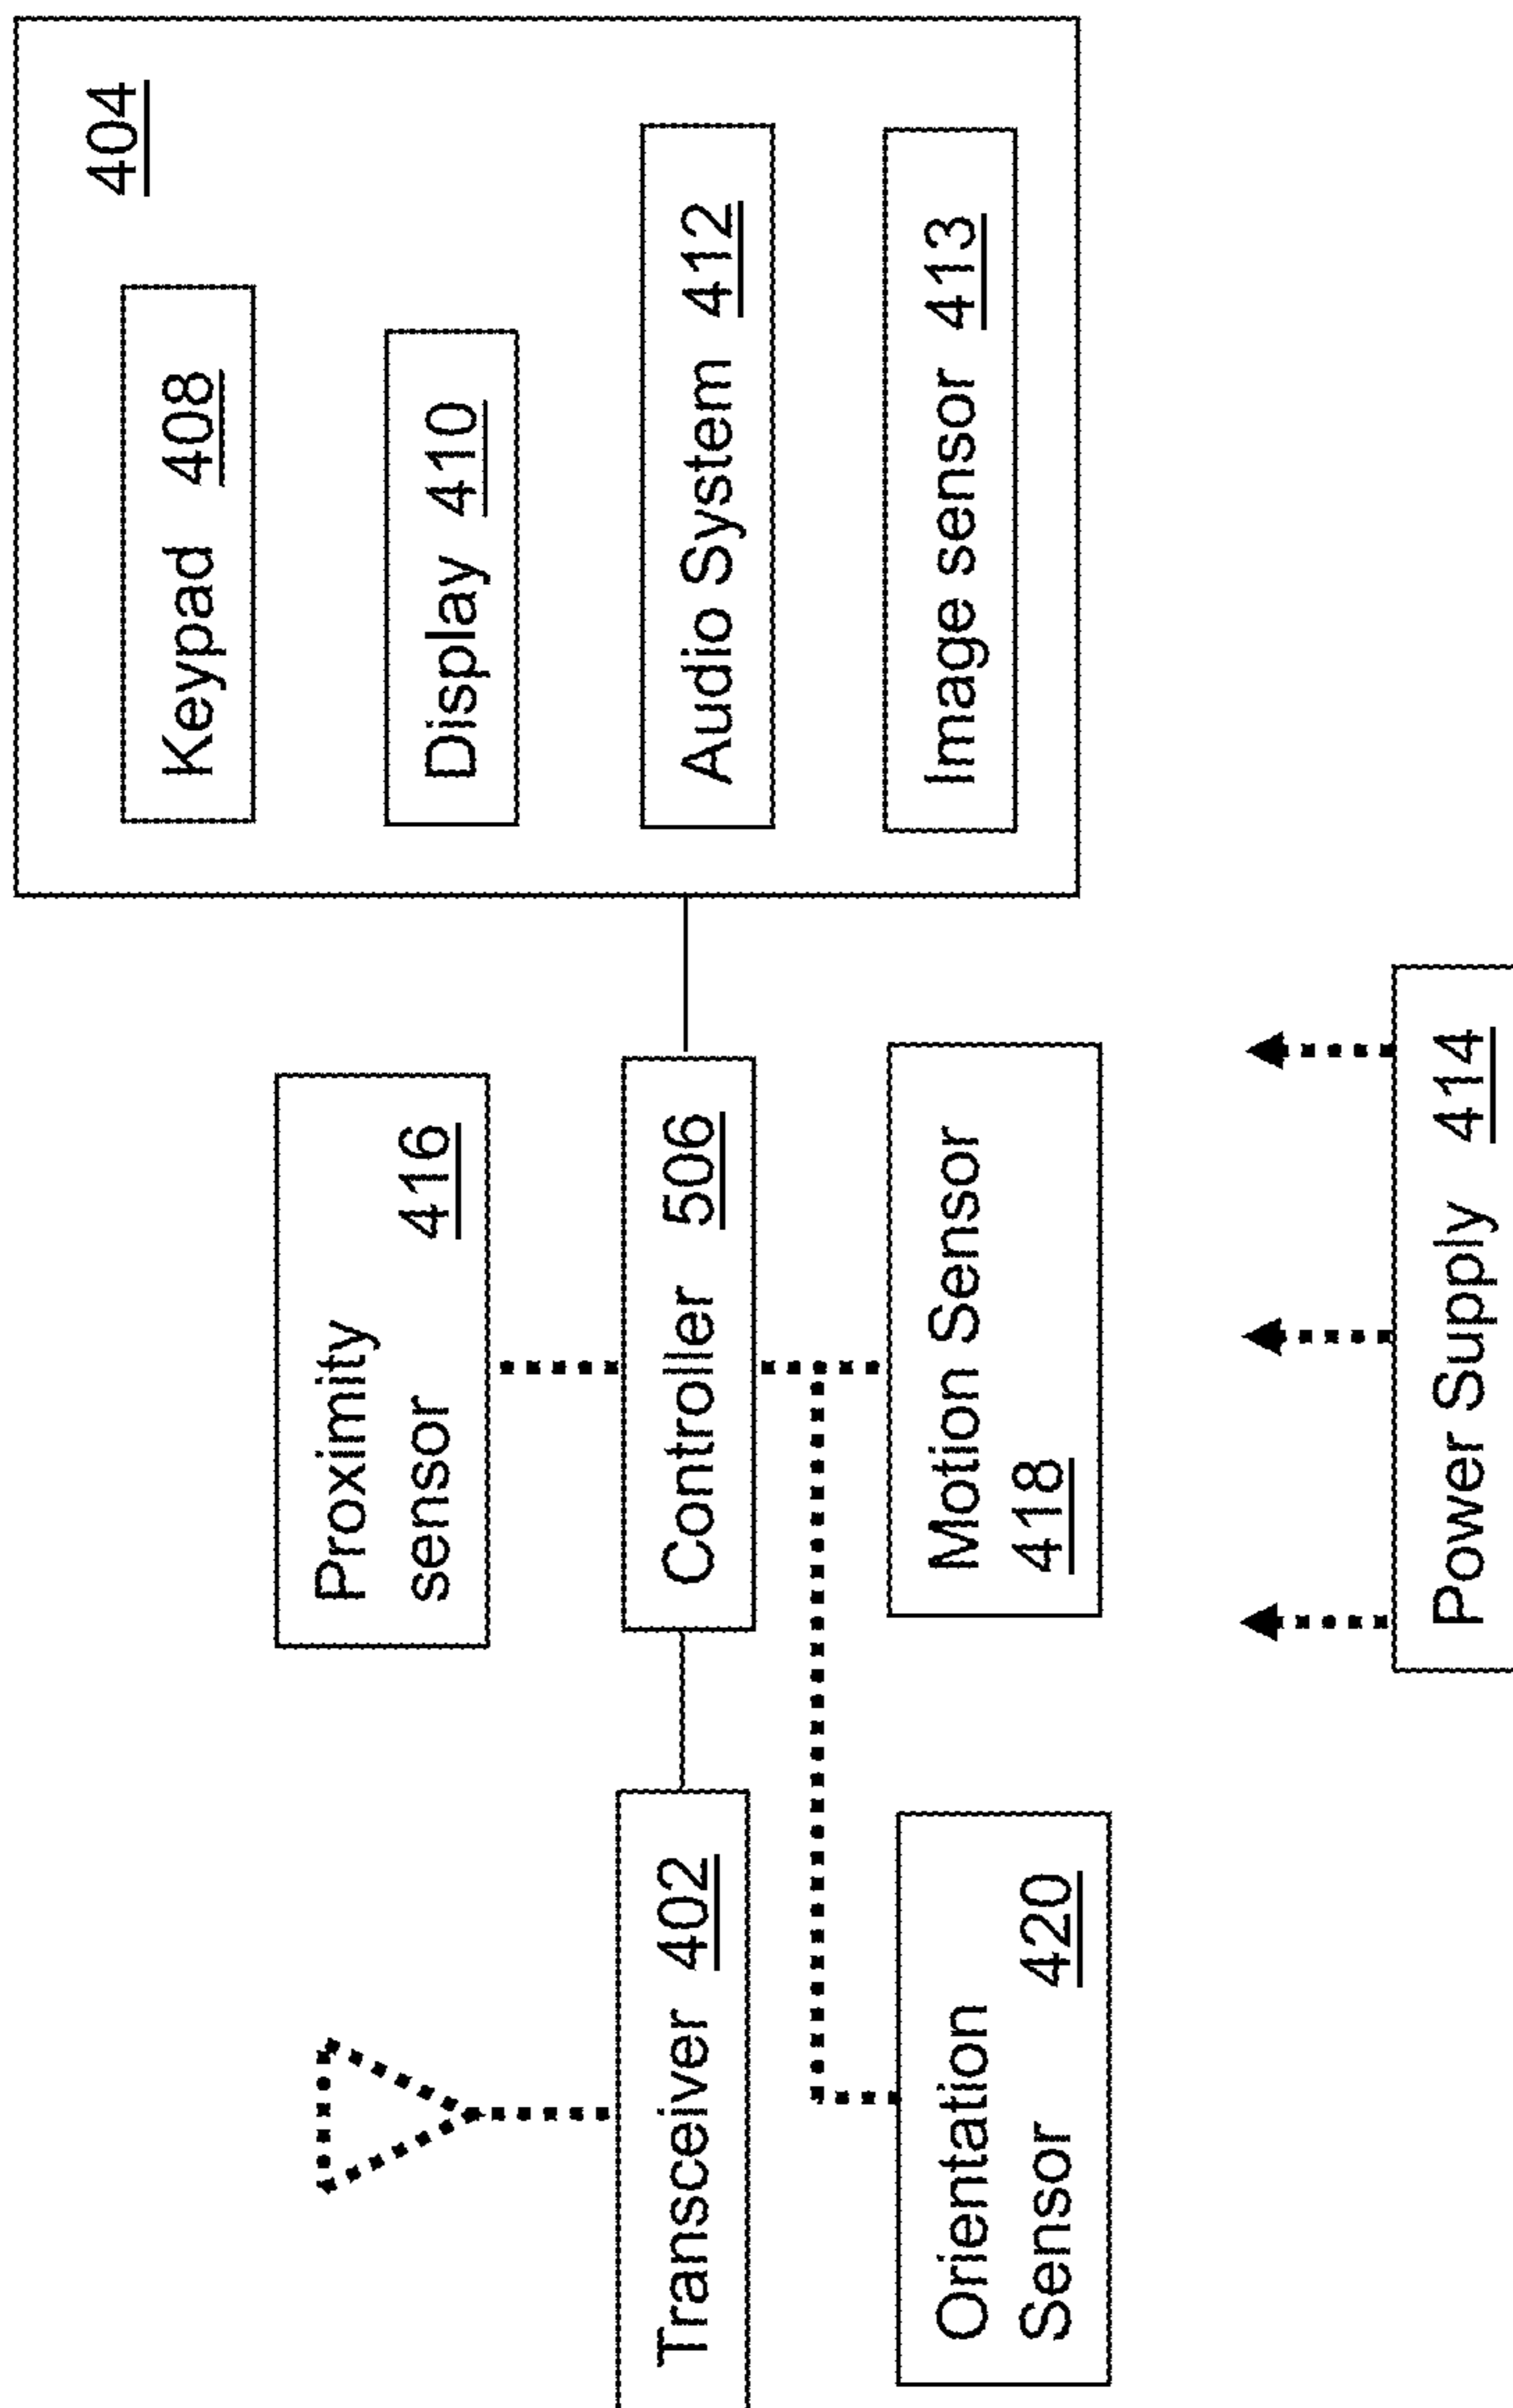 404
Keypad 408
Display 410
Audio System 412
Image sensor 413
Proximity
sensor 416
Controller 506
Motion Sensor
418
Transceiver 402
Orientation
Sensor 420
Power Supply 414